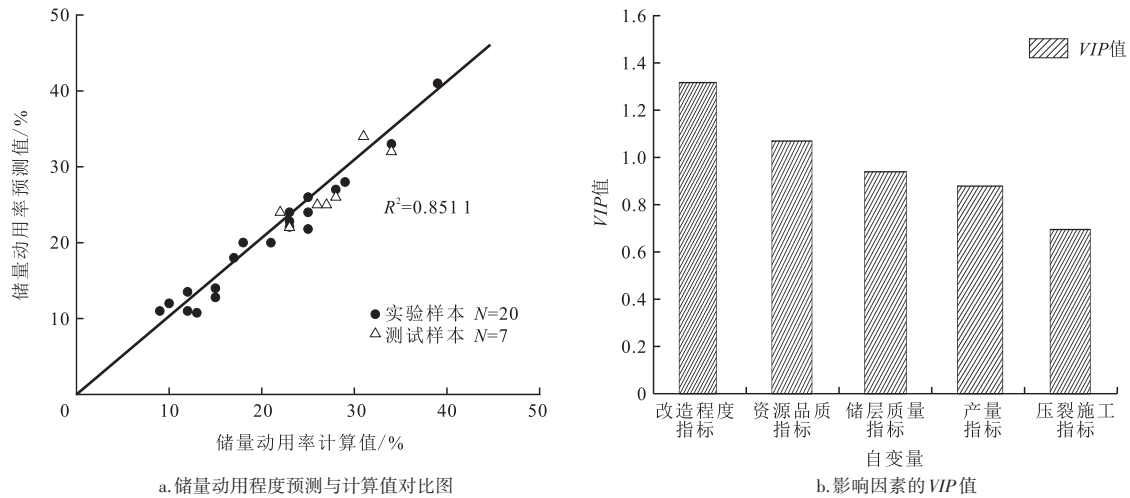 50
40
30
20
10
0
10
20
30
40
50
储量动用率预测值/%
R²=0.851 1
实验样本 N=20
测试样本 N=7
储量动用率计算值/%
a.储量动用程度预测与计算值对比图
1.6
1.4
1.2
1.0
0.8
0.6
0.4
0.2
0
VIP值
VIP值
改造程度
指标
资源品质
指标
储层质量
指标
产量
指标
压裂施工
指标
自变量
b.影响因素的VIP值